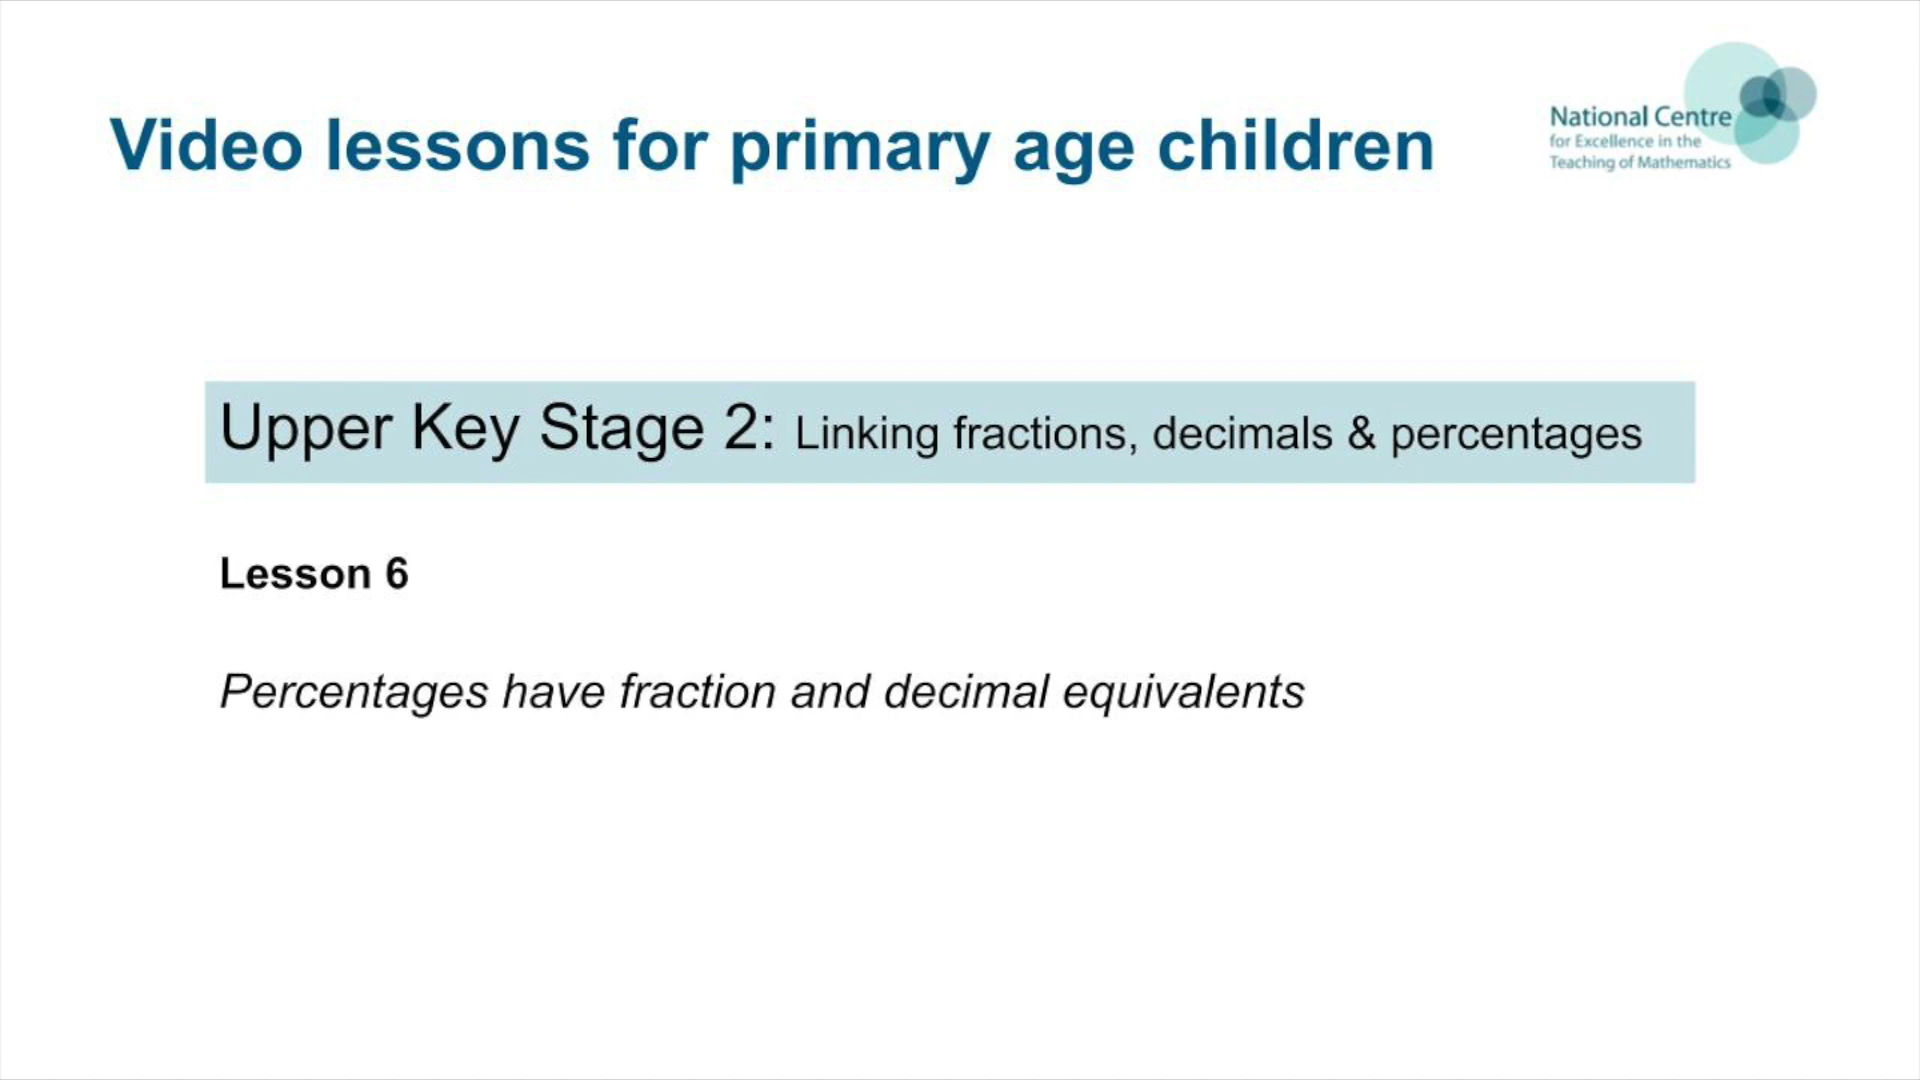 Video lessons for primary age children
National Centre
for Excellence in the
Teaching of Mathematics
Upper Key Stage 2: Linking fractions, decimals & percentages
Lesson 6
Percentages have fraction and decimal equivalents